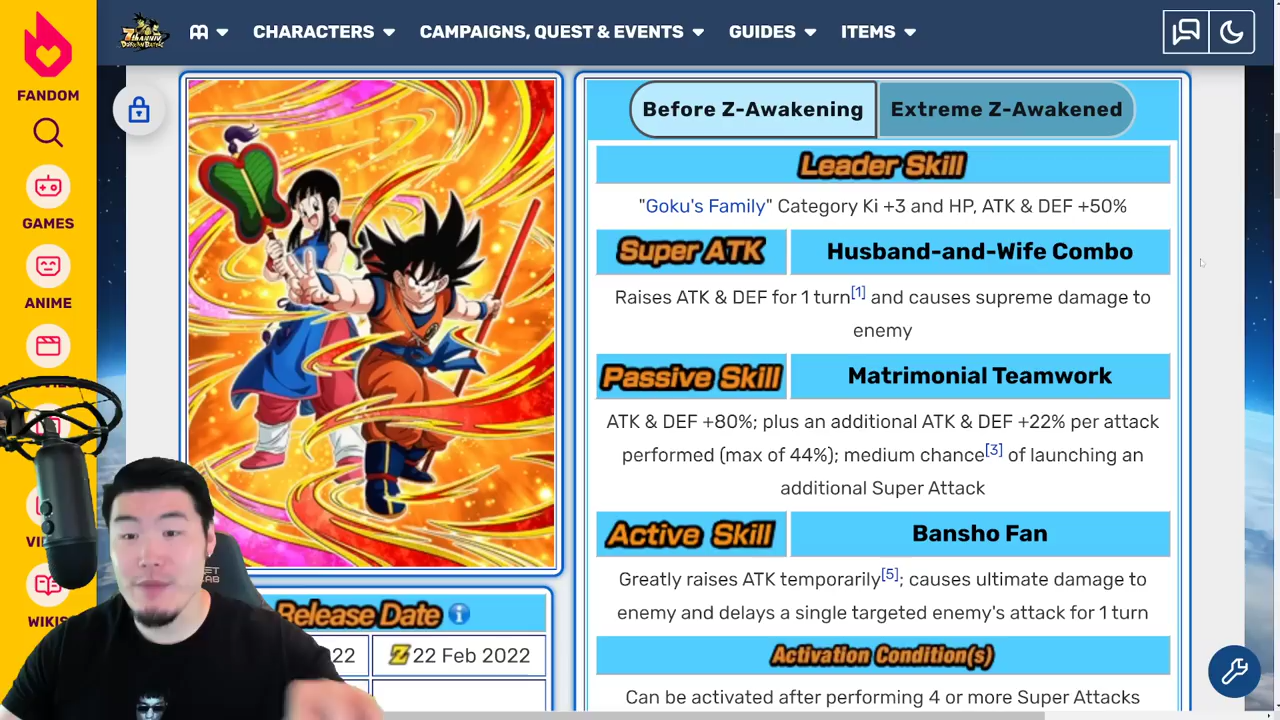 CHARACTERS
CAMPAIGNS, QUEST & EVENTS
GUIDES
ITEMS
FANDOM
GAMES
ANIME
WIKIS
Before Z-Awakening
Extreme Z-Awakened
Leader Skill
"Goku's Family" Category Ki +3 and HP, ATK & DEF +50%
Super ATK
Husband-and-Wife Combo
Raises ATK & DEF for 1 turn[1] and causes supreme damage to
enemy
Passive Skill
Matrimonial Teamwork
ATK & DEF +80%; plus an additional ATK & DEF +22% per attack
performed (max of 44%); medium chance[3] of launching an
additional Super Attack
Active Skill
Bansho Fan
Greatly raises ATK temporarily[5]; causes ultimate damage to
enemy and delays a single targeted enemy's attack for 1 turn
Activation Condition(s)
Can be activated after performing 4 or more Super Attacks
Release Date
22 Feb 2022